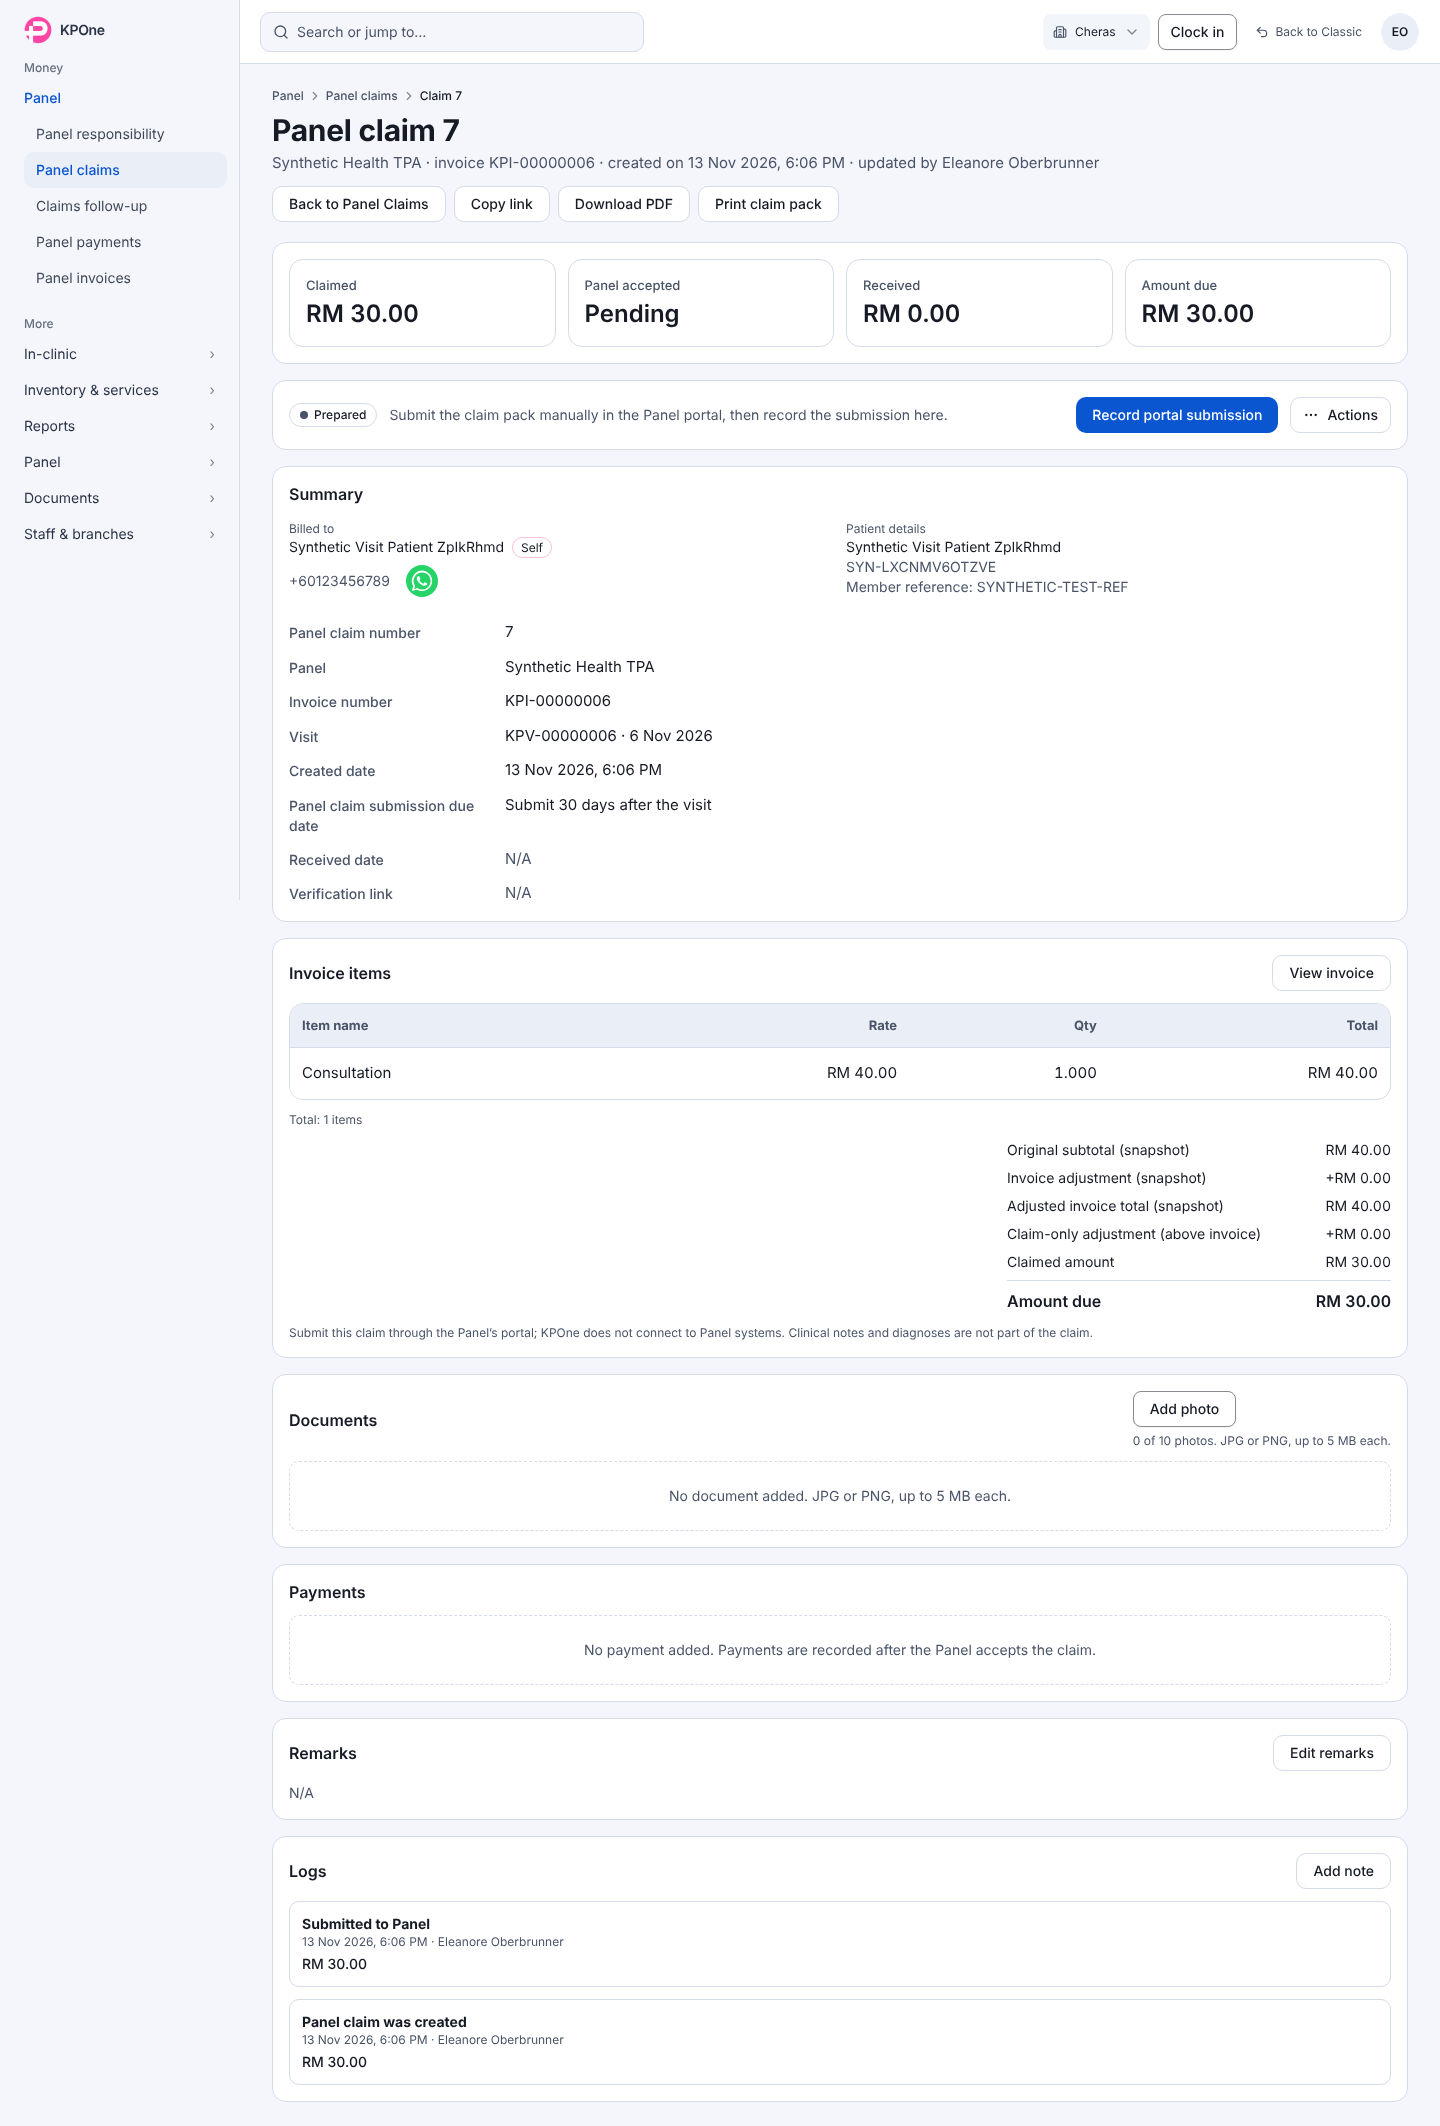 KPOne
Money
Panel
Panel responsibility
Panel claims
Claims follow-up
Panel payments
Panel invoices
More
In-clinic
Inventory & services
Reports
Panel
Documents
Staff & branches
Search or jump to...
Cheras
Clock in
Back to Classic
EO
Panel > Panel claims > Claim 7
Panel claim 7
Synthetic Health TPA · invoice KPI-00000006 · created on 13 Nov 2026, 6:06 PM · updated by Eleanore Oberbrunner
Back to Panel Claims
Copy link
Download PDF
Print claim pack
Claimed
RM 30.00
Panel accepted
Pending
Received
RM 0.00
Amount due
RM 30.00
Prepared
Submit the claim pack manually in the Panel portal, then record the submission here.
Record portal submission
··· Actions
Summary
Billed to
Synthetic Visit Patient ZplkRhmd Self
+60123456789
Patient details
Synthetic Visit Patient ZplkRhmd
SYN-LXCNMV6OTZVE
Member reference: SYNTHETIC-TEST-REF
Panel claim number 7
Panel Synthetic Health TPA
Invoice number KPI-00000006
Visit KPV-00000006 · 6 Nov 2026
Created date 13 Nov 2026, 6:06 PM
Panel claim submission due date Submit 30 days after the visit
Received date N/A
Verification link N/A
Invoice items
View invoice
Item name Rate Qty Total
Consultation RM 40.00 1.000 RM 40.00
Total: 1 items
Original subtotal (snapshot) RM 40.00
Invoice adjustment (snapshot) +RM 0.00
Adjusted invoice total (snapshot) RM 40.00
Claim-only adjustment (above invoice) +RM 0.00
Claimed amount RM 30.00
Amount due RM 30.00
Submit this claim through the Panel's portal; KPOne does not connect to Panel systems. Clinical notes and diagnoses are not part of the claim.
Documents
Add photo
0 of 10 photos. JPG or PNG, up to 5 MB each.
No document added. JPG or PNG, up to 5 MB each.
Payments
No payment added. Payments are recorded after the Panel accepts the claim.
Remarks
Edit remarks
N/A
Logs
Add note
Submitted to Panel
13 Nov 2026, 6:06 PM · Eleanore Oberbrunner
RM 30.00
Panel claim was created
13 Nov 2026, 6:06 PM · Eleanore Oberbrunner
RM 30.00